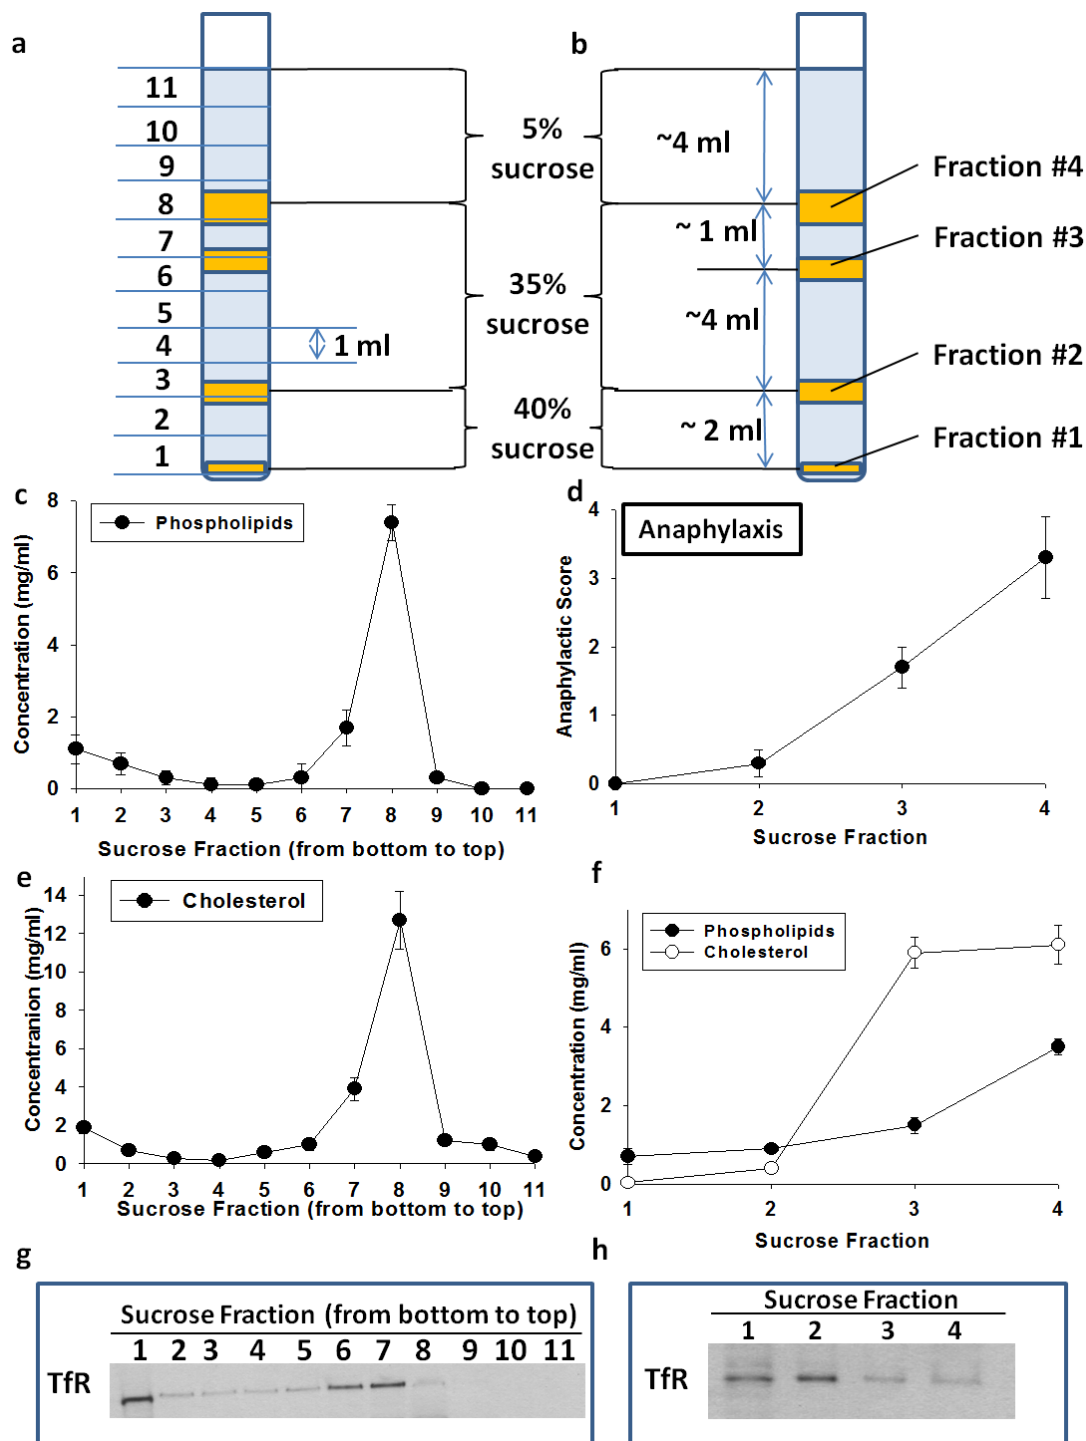 a
11
10
9
8
7
6
5
4
3
2
1
1 ml
5%
sucrose
35%
sucrose
40%
sucrose
b
~4 ml
~ 1 ml
~4 ml
~ 2 ml
Fraction #4
Fraction #3
Fraction #2
Fraction #1
c
Phospholipids
Concentration (mg/ml)
8
6
4
2
0
1 2 3 4 5 6 7 8 9 10 11
Sucrose Fraction (from bottom to top)
d
Anaphylaxis
Anaphylactic Score
4
3
2
1
0
1 2 3 4
Sucrose Fraction
e
Cholesterol
Concentranion (mg/ml)
14
12
10
8
6
4
2
0
1 2 3 4 5 6 7 8 9 10 11
Sucrose Fraction (from bottom to top)
f
Phospholipids
Cholesterol
Concentration (mg/ml)
6
4
2
0
1 2 3 4
Sucrose Fraction
g
Sucrose Fraction (from bottom to top)
1 2 3 4 5 6 7 8 9 10 11
TfR
h
Sucrose Fraction
1 2 3 4
TfR